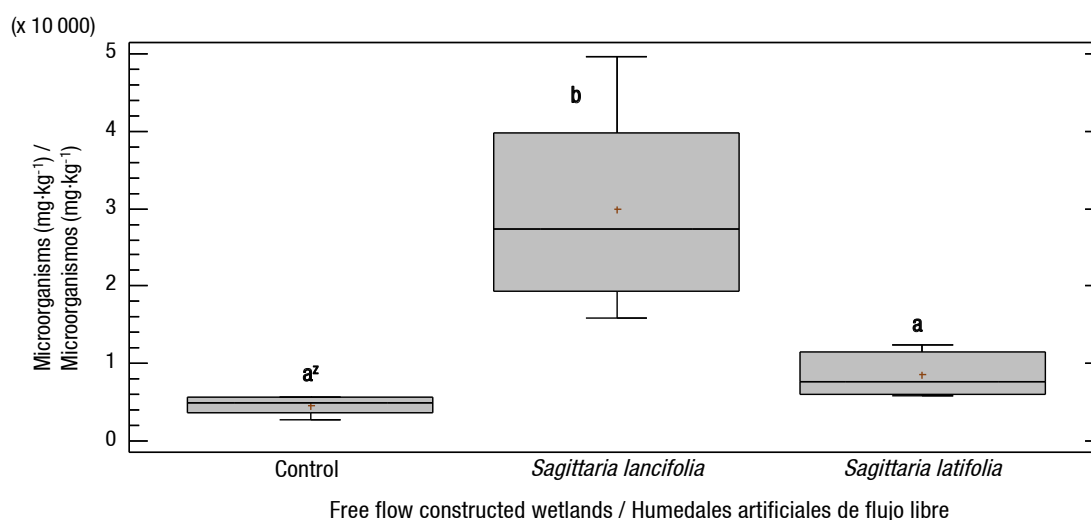 (x 10 000)
Microorganisms (mg·kg⁻¹) /
Microorganismos (mg·kg⁻¹)
5
4
3
2
1
0
aᶻ
b
a
Control
Sagittaria lancifolia
Sagittaria latifolia
Free flow constructed wetlands / Humedales artificiales de flujo libre